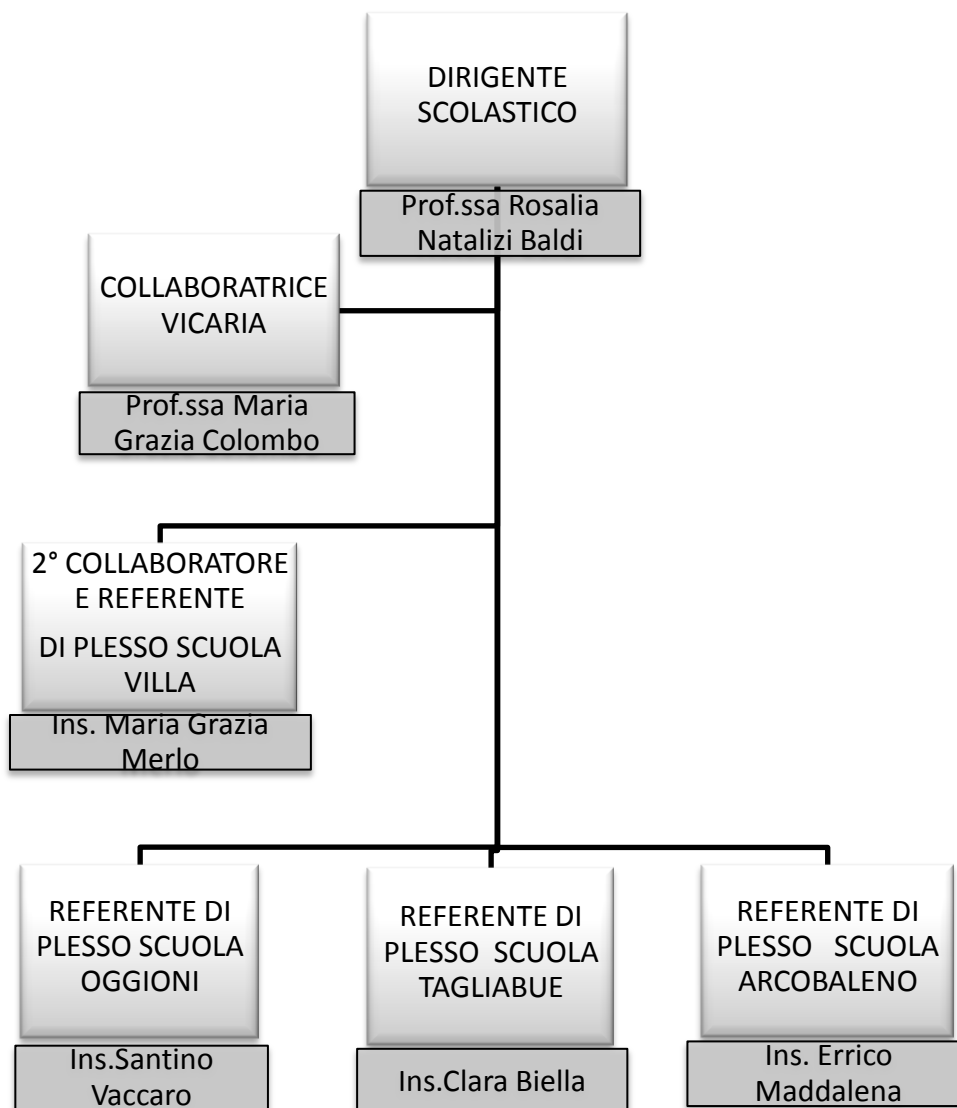 DIRIGENTE
SCOLASTICO
Prof.ssa Rosalia
Natalizi Baldi
COLLABORATRICE
VICARIA
Prof.ssa Maria
Grazia Colombo
2° COLLABORATORE
E REFERENTE
DI PLESSO SCUOLA
VILLA
Ins. Maria Grazia
Merlo
REFERENTE DI
PLESSO SCUOLA
OGGIONI
Ins.Santino
Vaccaro
REFERENTE DI
PLESSO SCUOLA
TAGLIABUE
Ins.Clara Biella
REFERENTE DI
PLESSO SCUOLA
ARCOBALENO
Ins. Errico
Maddalena